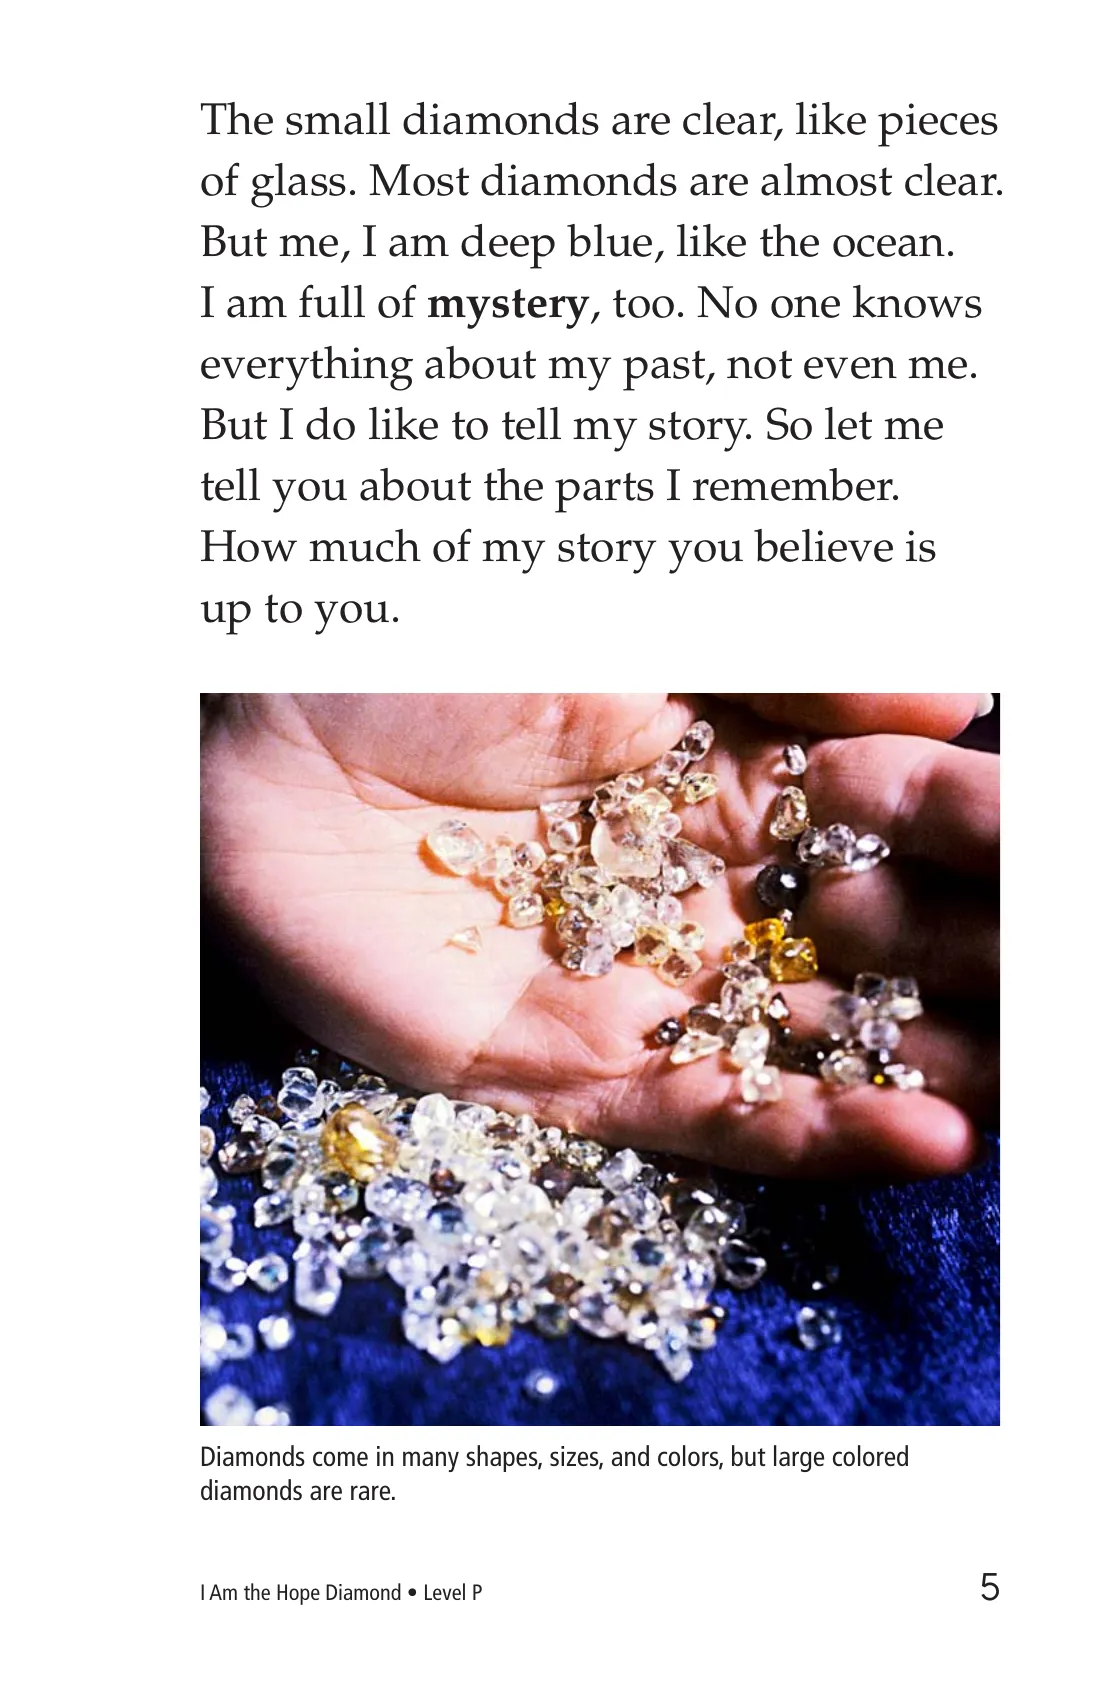 The small diamonds are clear, like pieces
of glass. Most diamonds are almost clear.
But me, I am deep blue, like the ocean.
I am full of mystery, too. No one knows
everything about my past, not even me.
But I do like to tell my story. So let me
tell you about the parts I remember.
How much of my story you believe is
up to you.
Diamonds come in many shapes, sizes, and colors, but large colored
diamonds are rare.
I Am the Hope Diamond • Level P
5